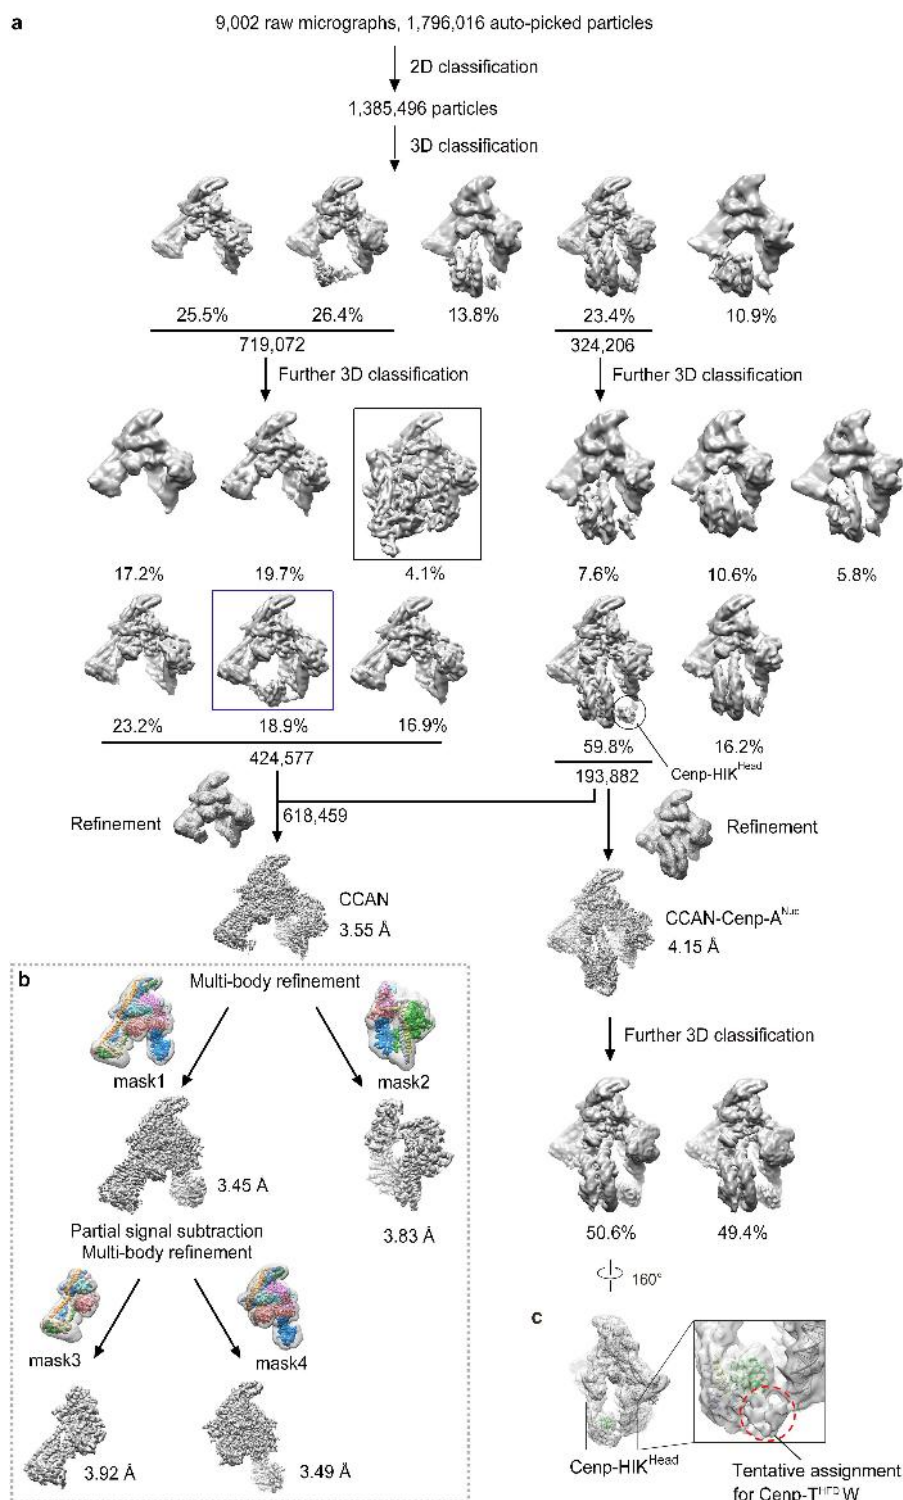 a
9,002 raw micrographs, 1,796,016 auto-picked particles
2D classification
1,385,496 particles
3D classification
25.5% 26.4% 13.8% 23.4% 10.9%
719,072 324,206
Further 3D classification Further 3D classification
17.2% 19.7% 4.1% 7.6% 10.6% 5.8%
23.2% 18.9% 16.9% 59.8% 16.2%
424,577 193,882 Cenp-HIK^Head
Refinement 618,459 Refinement
CCAN
3.55 Å
CCAN-Cenp-A^Nuc
4.15 Å
b
Multi-body refinement
mask1 mask2
Further 3D classification
3.45 Å
3.83 Å
Partial signal subtraction
Multi-body refinement
50.6% 49.4%
160°
mask3 mask4
c
3.92 Å 3.49 Å
Cenp-HIK^Head
Tentative assignment
for Cenp-T^HFD W